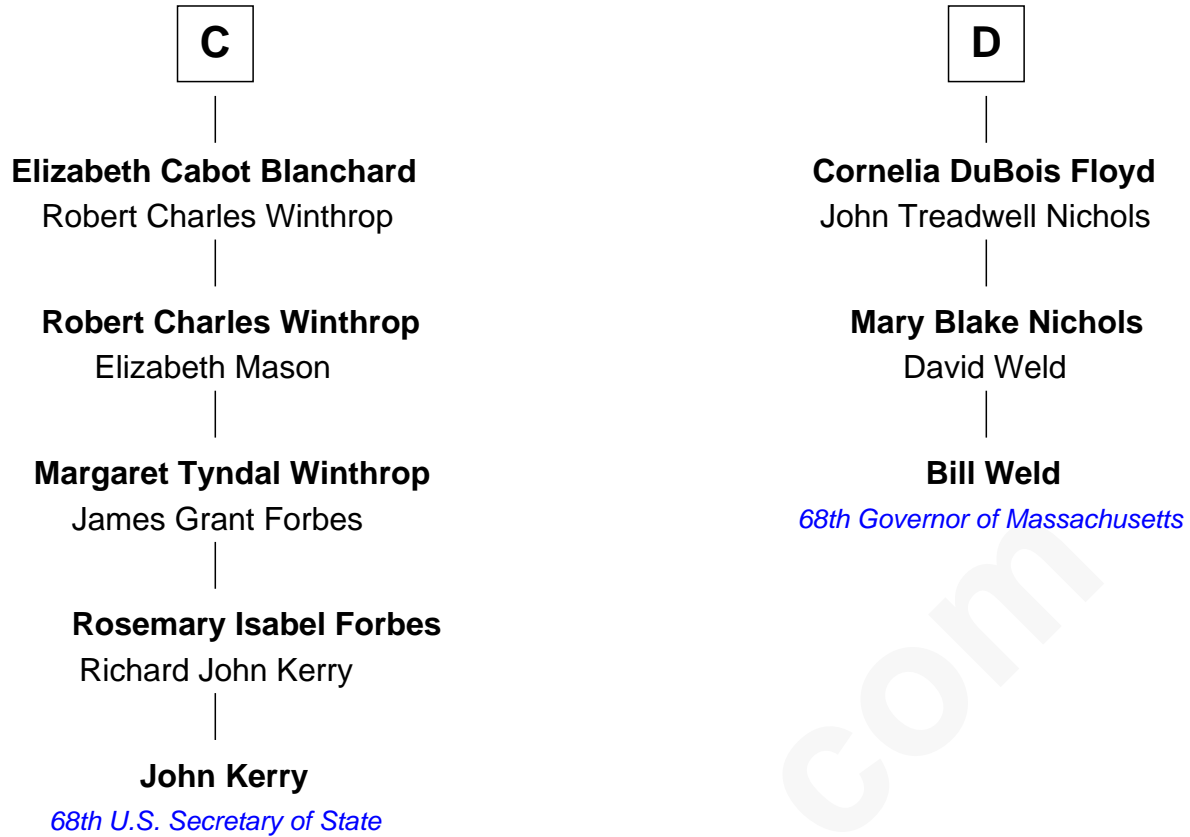 C
Elizabeth Cabot Blanchard
Robert Charles Winthrop
Robert Charles Winthrop
Elizabeth Mason
Margaret Tyndal Winthrop
James Grant Forbes
Rosemary Isabel Forbes
Richard John Kerry
John Kerry
68th U.S. Secretary of State
D
Cornelia DuBois Floyd
John Treadwell Nichols
Mary Blake Nichols
David Weld
Bill Weld
68th Governor of Massachusetts
com